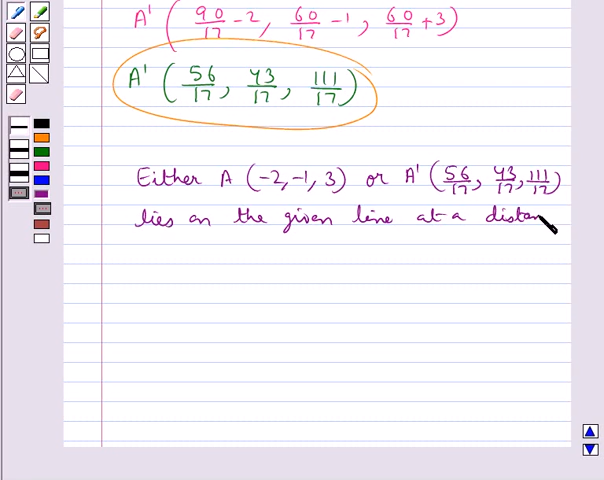 A' ( 90/17 - 2, 60/17 - 1, 60/17 + 3 )
A' ( 56/17, 43/17, 111/17 )
Either A (-2, -1, 3) or A' ( 56/17, 43/17, 111/17 )
lies on the given line at a distan